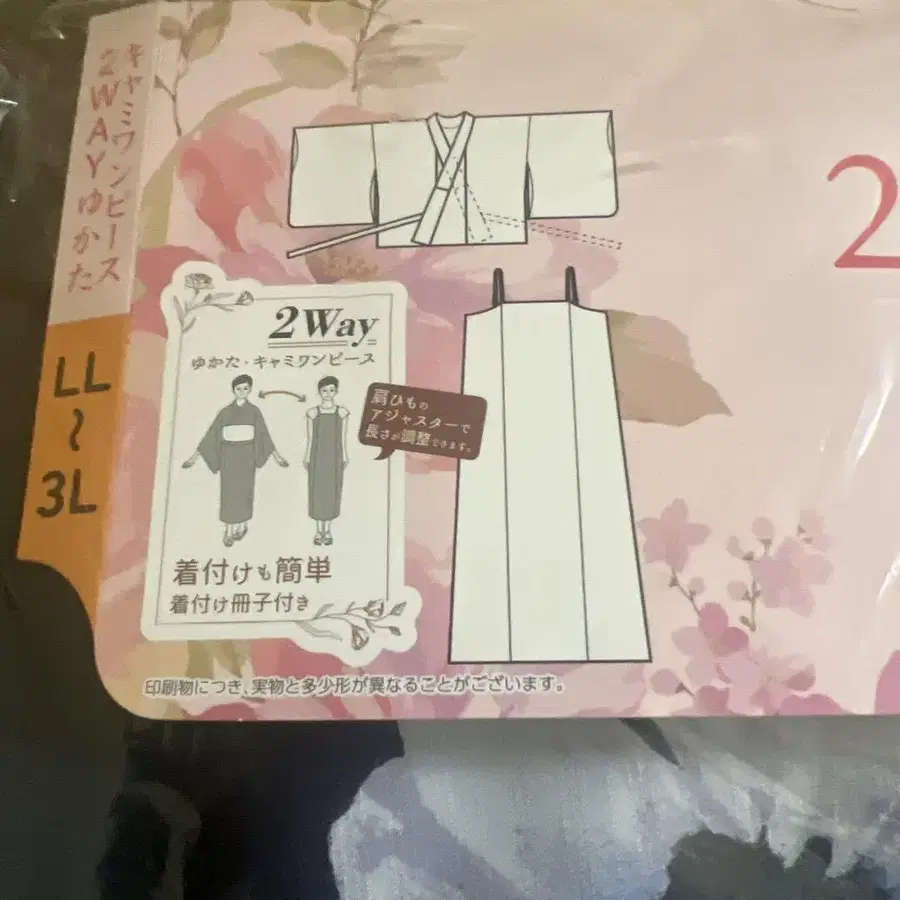 キャミワンピース
2WAYゆかた
LL
~
3L
2Way
ゆかた・キャミワンピース
肩ひもの
アジャスターで
長さが調整できます。
着付けも簡単
着付け冊子付き
印刷物につき、実物と多少形が異なることがございます。
2